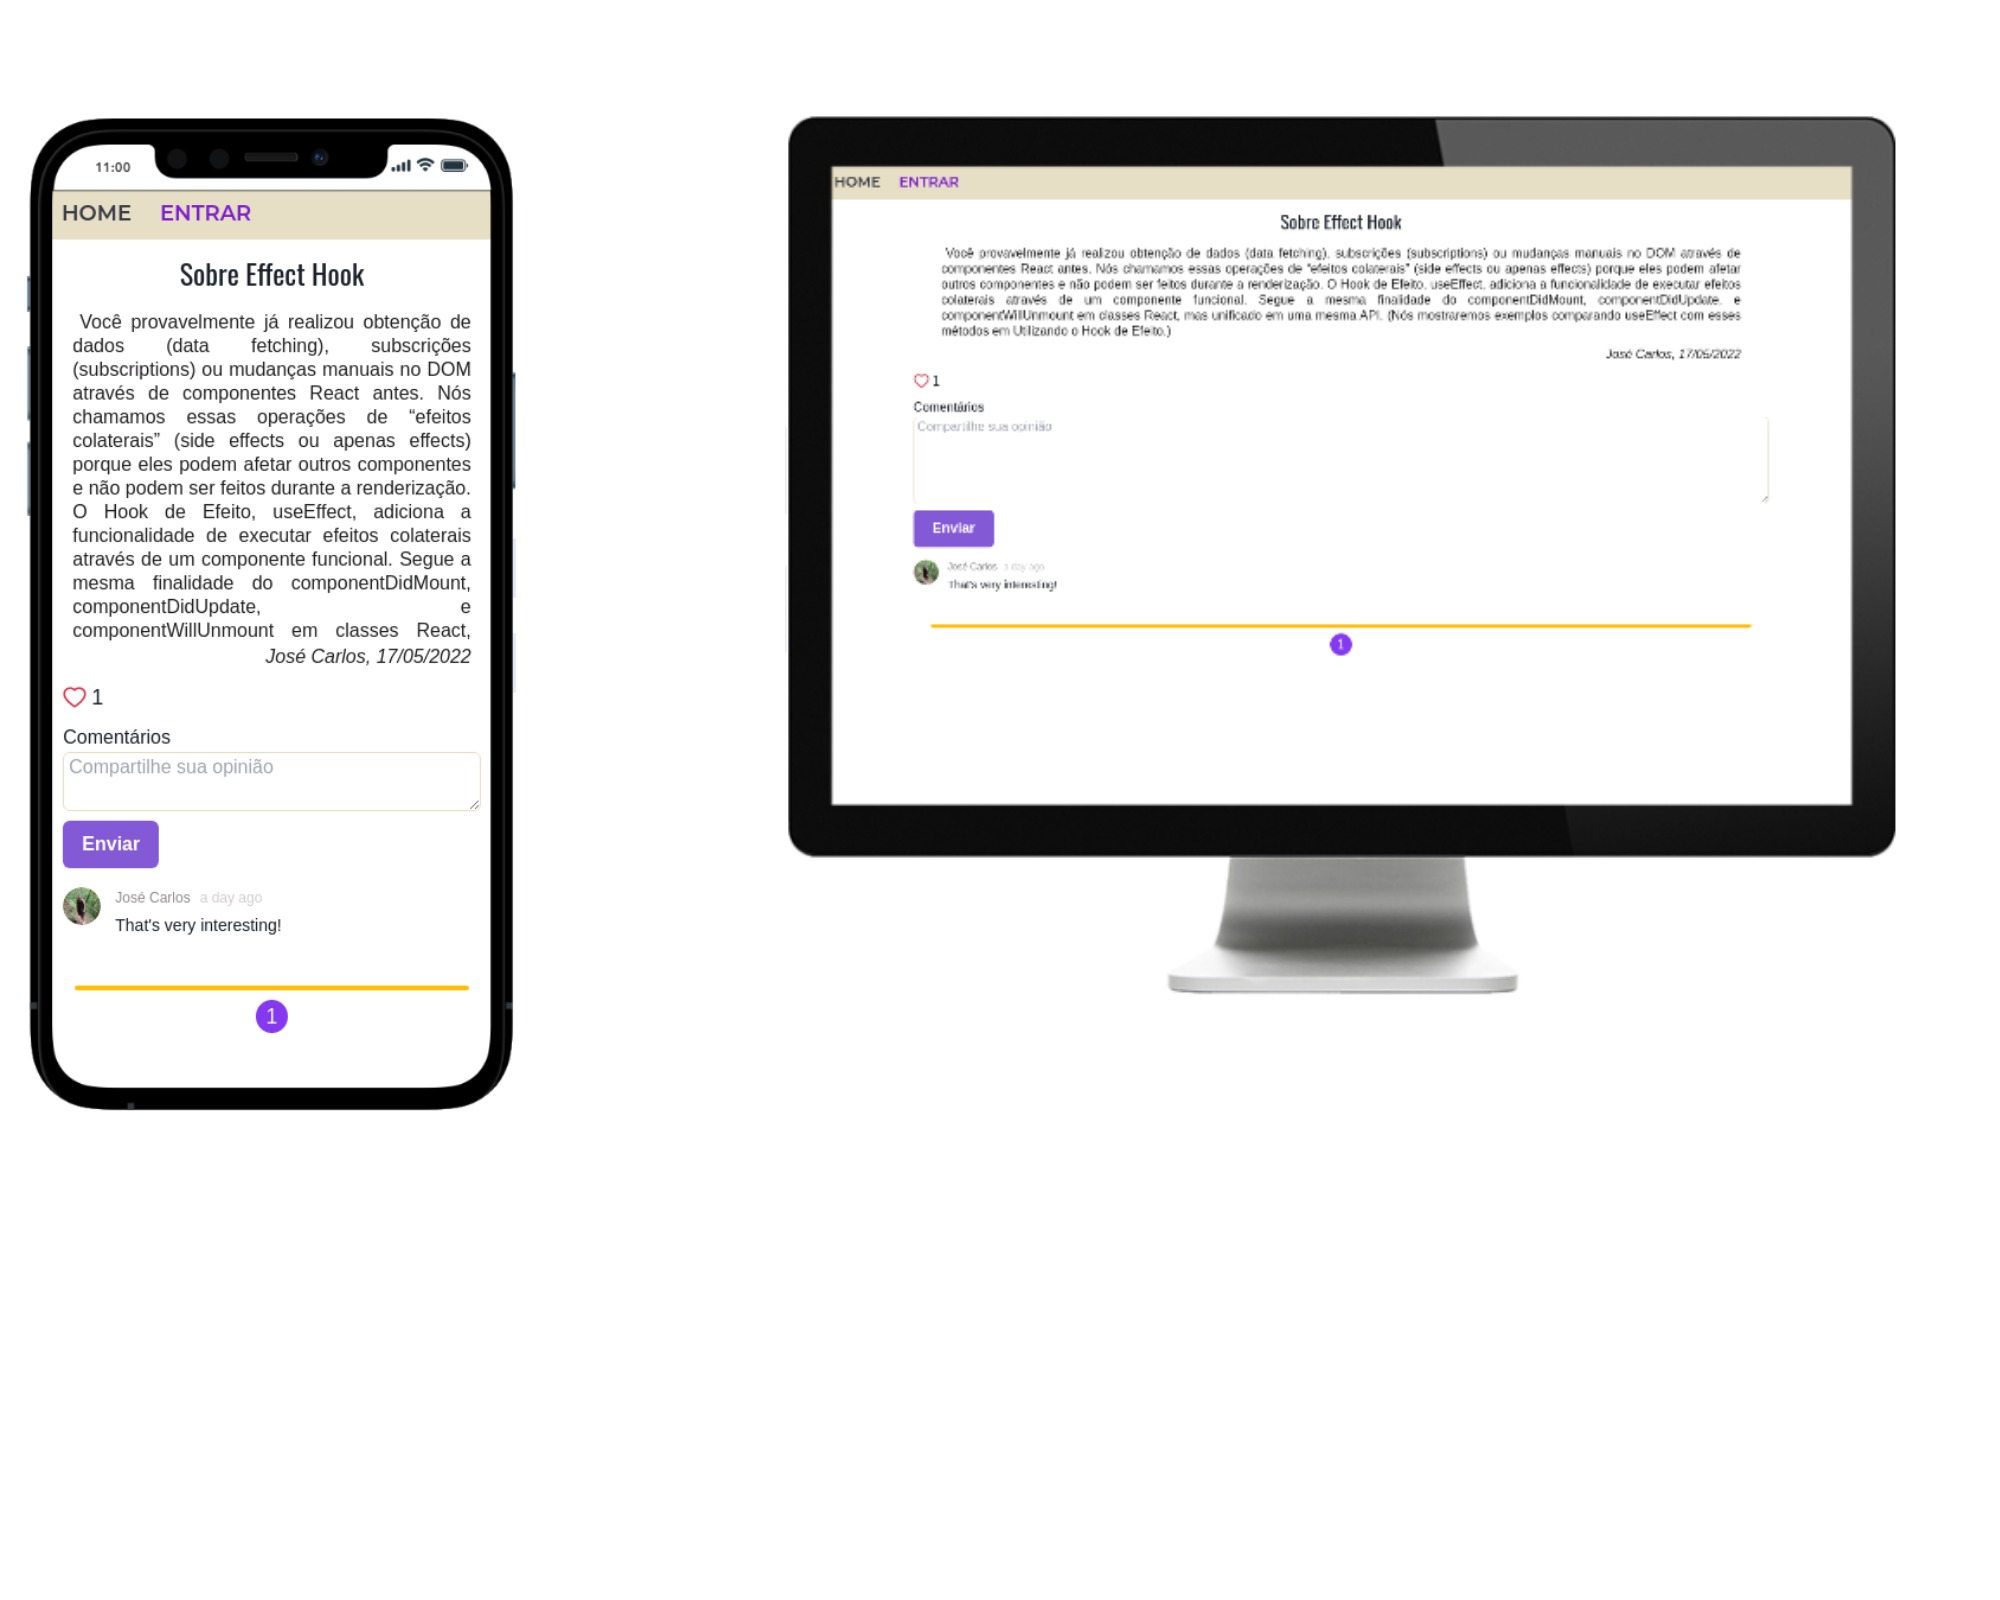 11:00
HOME ENTRAR
Sobre Effect Hook
Você provavelmente já realizou obtenção de
dados (data fetching), subscrições
(subscriptions) ou mudanças manuais no DOM
através de componentes React antes. Nós
chamamos essas operações de “efeitos
colaterais” (side effects ou apenas effects)
porque eles podem afetar outros componentes
e não podem ser feitos durante a renderização.
O Hook de Efeito, useEffect, adiciona a
funcionalidade de executar efeitos colaterais
através de um componente funcional. Segue a
mesma finalidade do componentDidMount,
componentDidUpdate, e
componentWillUnmount em classes React,
José Carlos, 17/05/2022
1
Comentários
Compartilhe sua opinião
Enviar
José Carlos a day ago
That's very interesting!
1
HOME ENTRAR
Sobre Effect Hook
Você provavelmente já realizou obtenção de dados (data fetching), subscrições (subscriptions) ou mudanças manuais no DOM através de
componentes React antes. Nós chamamos essas operações de “efeitos colaterais” (side effects ou apenas effects) porque eles podem afetar
outros componentes e não podem ser feitos durante a renderização. O Hook de Efeito, useEffect, adiciona a funcionalidade de executar efeitos
colaterais através de um componente funcional. Segue a mesma finalidade do componentDidMount, componentDidUpdate, e
componentWillUnmount em classes React, mas unificado em uma mesma API. (Nós mostraremos exemplos comparando useEffect com esses
métodos em Utilizando o Hook de Efeito.)
José Carlos, 17/05/2022
1
Comentários
Compartilhe sua opinião
Enviar
José Carlos a day ago
That's very interesting!
1